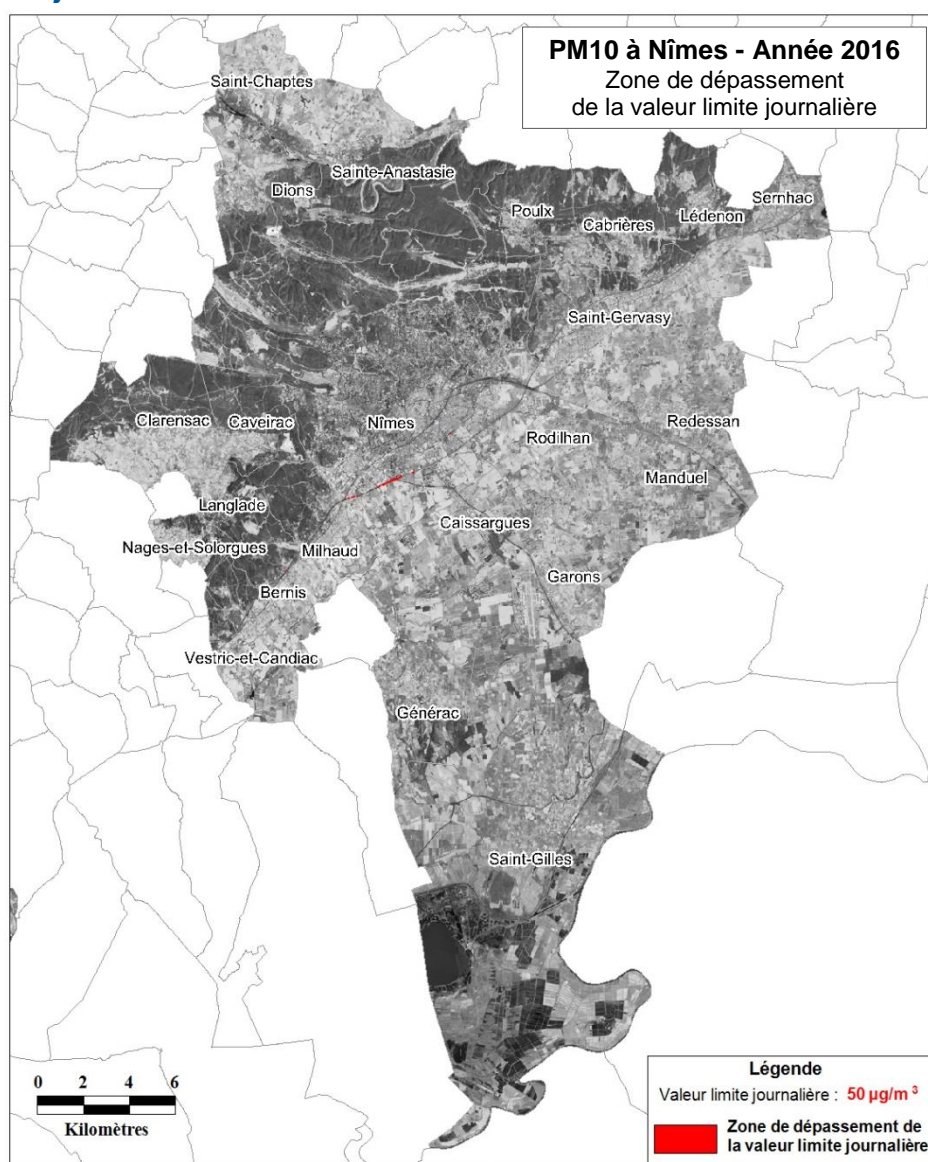 PM10 à Nîmes - Année 2016
Zone de dépassement
de la valeur limite journalière
Saint-Chaptes
Sainte-Anastasie
Dions
Sernhac
Poulx
Lédenon
Cabrières
Saint-Gervasy
Clarensac
Caveirac
Nîmes
Redessan
Rodilhan
Manduel
Langlade
Caissargues
Nages-et-Solorgues
Milhaud
Garons
Bernis
Vestric-et-Candiac
Générac
Saint-Gilles
0 2 4 6
Kilomètres
Légende
Valeur limite journalière : 50 µg/m³
Zone de dépassement de
la valeur limite journalière